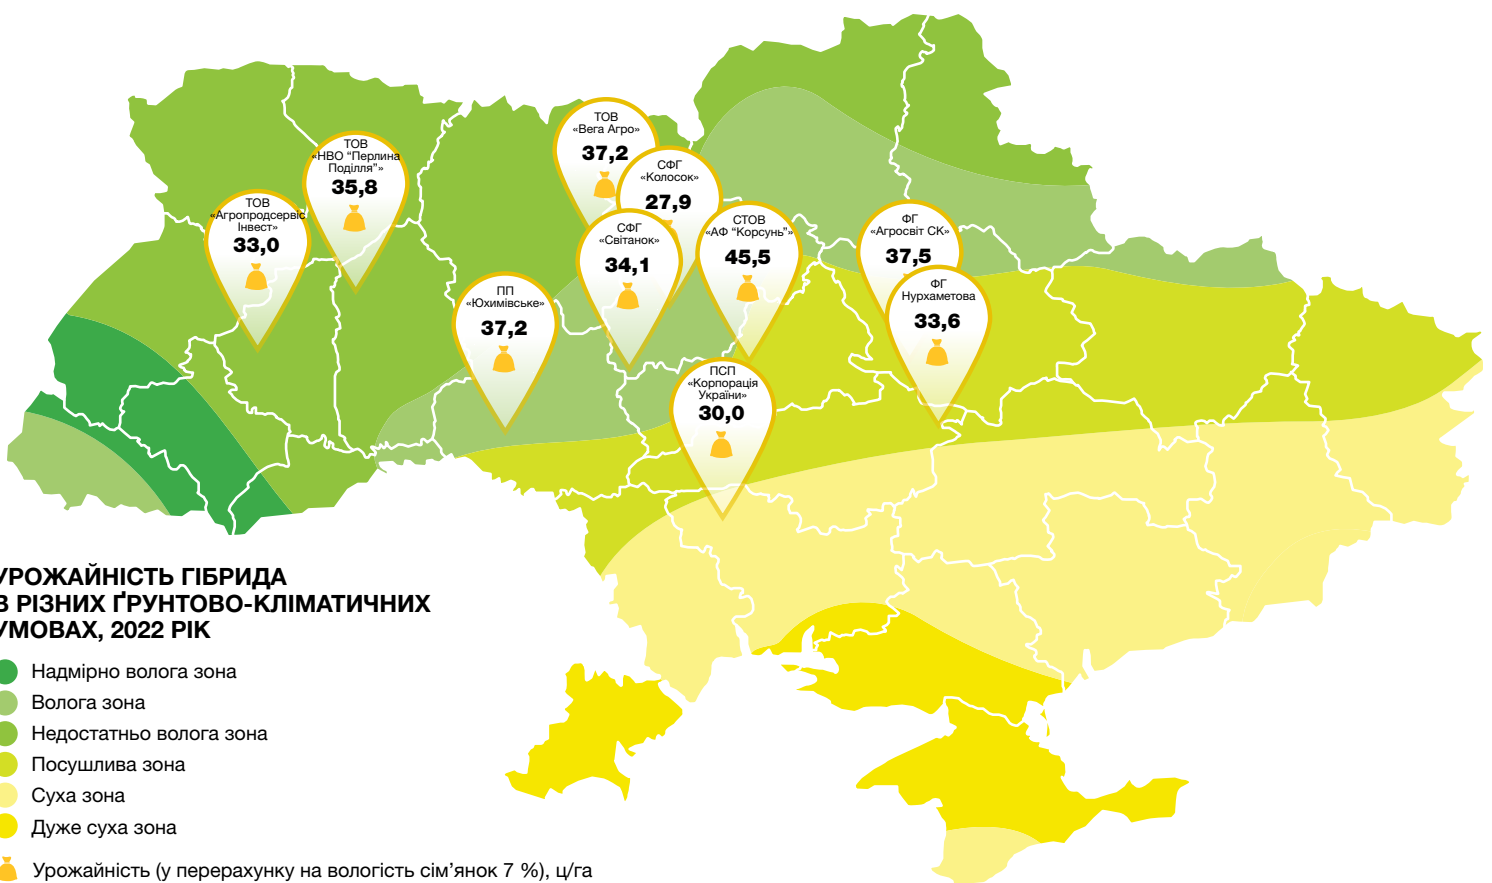 ТОВ
«Вега Агро»
37,2
ТОВ
«НВО “Перлина
Поділля”»
35,8
СФГ
«Колосок»
27,9
ТОВ
«Агропродсервіс
Інвест»
33,0
СФГ
«Світанок»
34,1
СТОВ
«АФ “Корсунь”»
45,5
ФГ
«Агросвіт СК»
37,5
ПП
«Юхимівське»
37,2
ФГ
Нурхаметова
33,6
ПСП
«Корпорація
України»
30,0
УРОЖАЙНІСТЬ ГІБРИДА
В РІЗНИХ ҐРУНТОВО-КЛІМАТИЧНИХ
УМОВАХ, 2022 РІК
Надмірно волога зона
Волога зона
Недостатньо волога зона
Посушлива зона
Суха зона
Дуже суха зона
Урожайність (у перерахунку на вологість сім’янок 7 %), ц/га